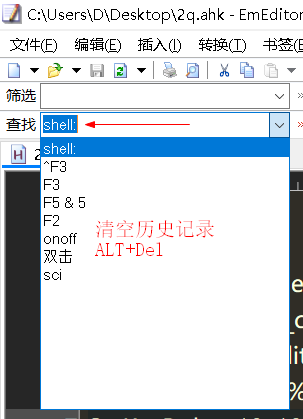 C:\Users\D\Desktop\2q.ahk - EmEditor
文件(F) 编辑(E) 插入(I) 转换(T) 书签(
筛选
查找 shell:
H 2
shell:
^F3
F3
F5 & 5
F2
onoff
双击
sci
清空历史记录
ALT+Del